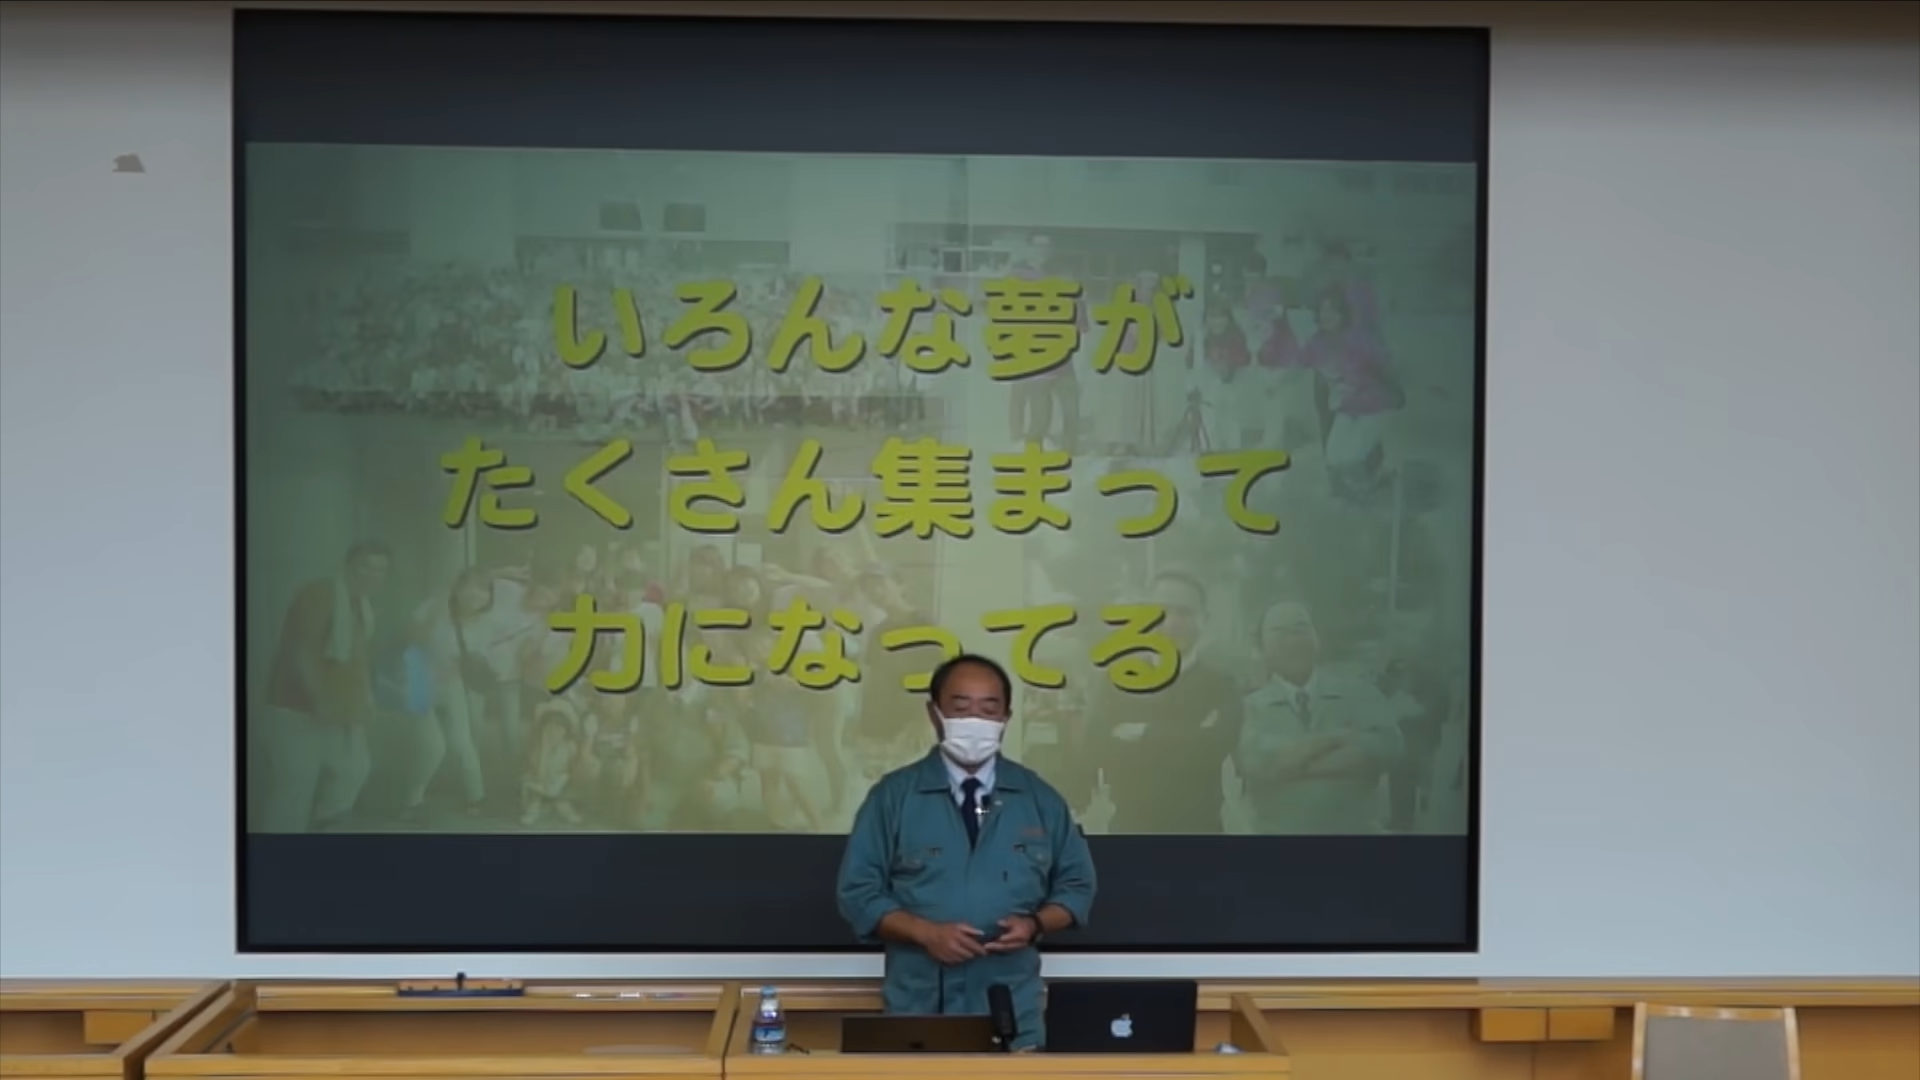 いろんな夢が
たくさん集まって
力になってる